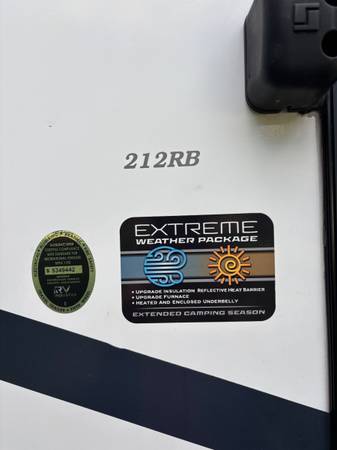 212RB
EXTREME
WEATHER PACKAGE
• UPGRADE INSULATION REFLECTIVE HEAT BARRIER
• UPGRADE FURNACE
• HEATED AND ENCLOSED UNDERBELLY
EXTENDED CAMPING SEASON
S 5349442
RV